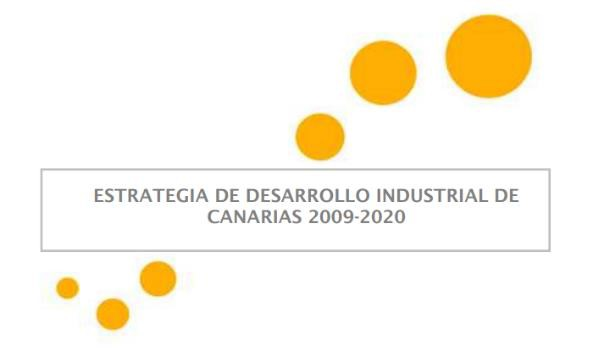 ESTRATEGIA DE DESARROLLO INDUSTRIAL DE
CANARIAS 2009-2020